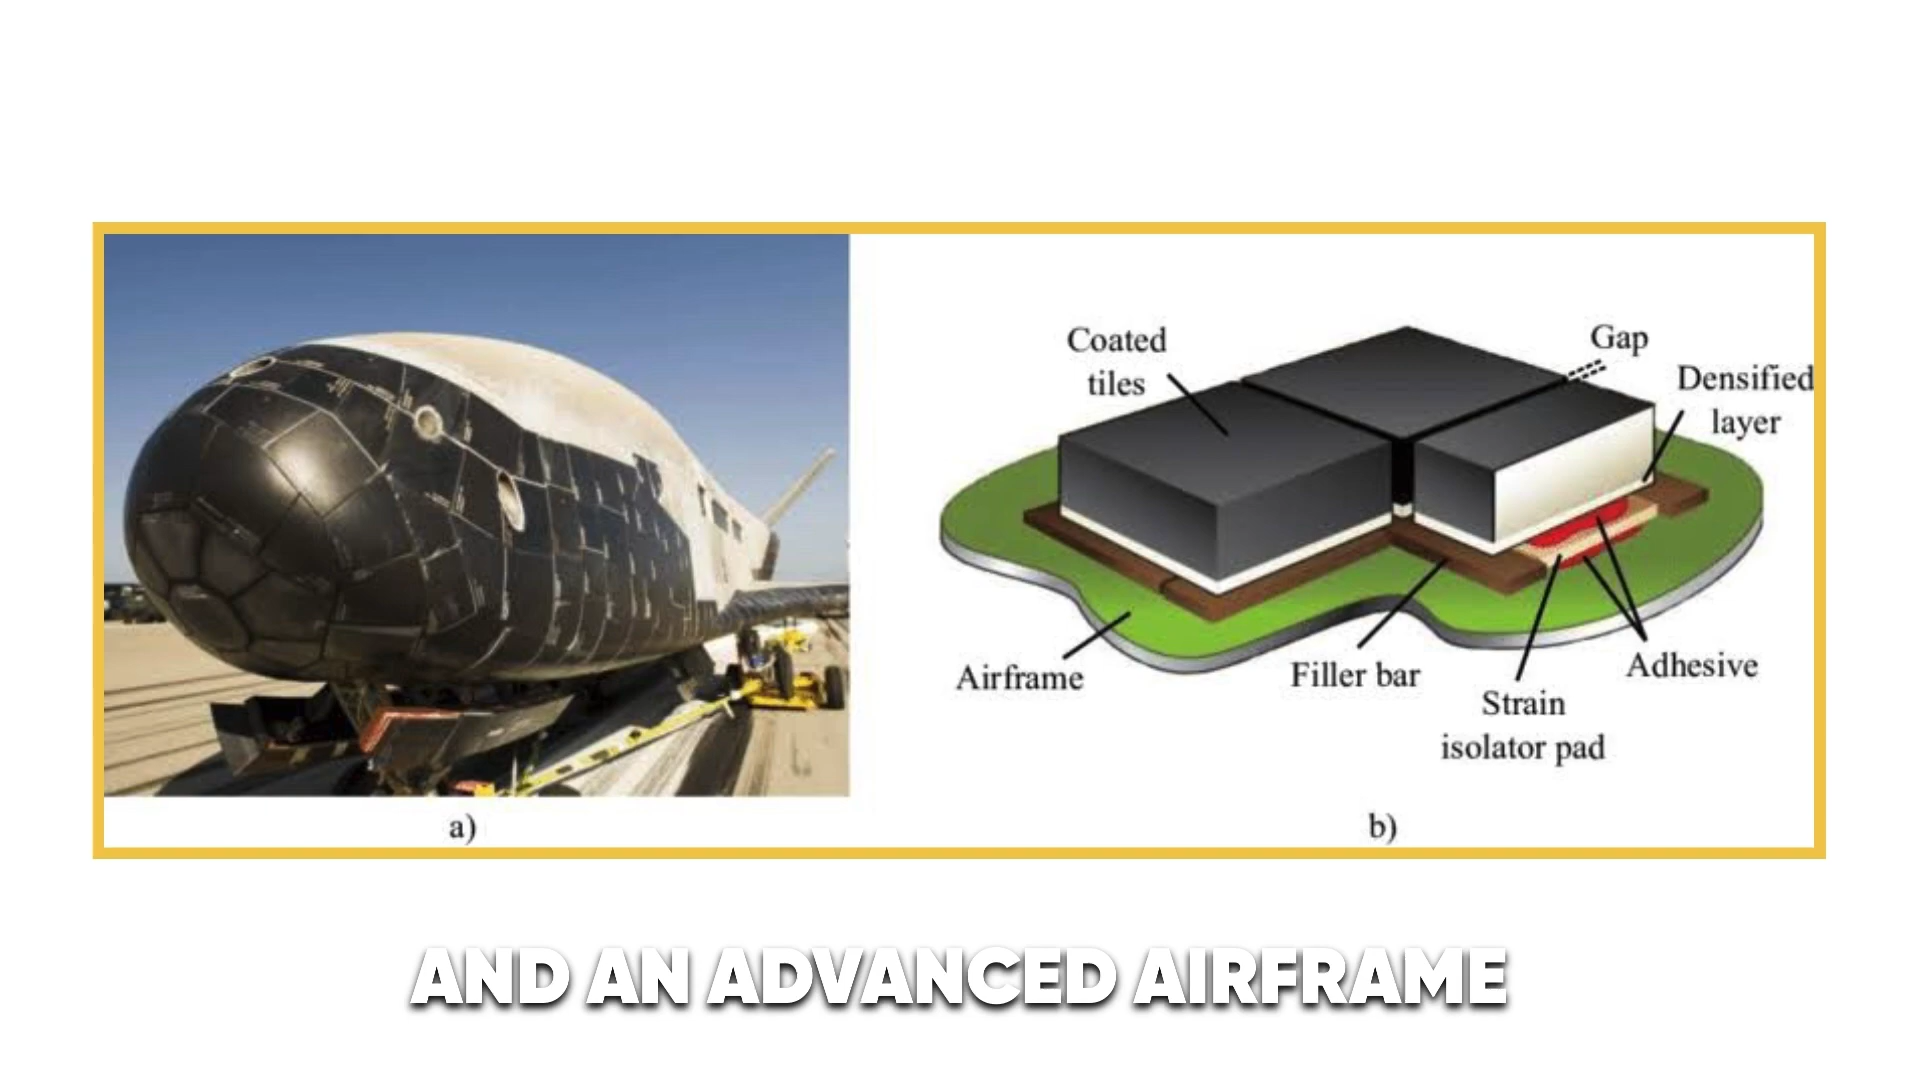 Coated
tiles
Gap
Densified
layer
Airframe
Filler bar
Strain
isolator pad
Adhesive
a)
b)
AND AN ADVANCED AIRFRAME